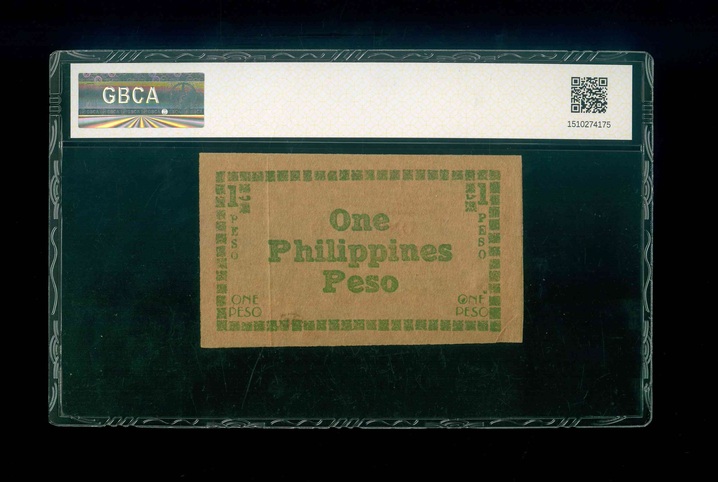 GBCA
1510274175
1 1
PESO PESO
One
Philippines
Peso
ONE ONE
PESO PESO